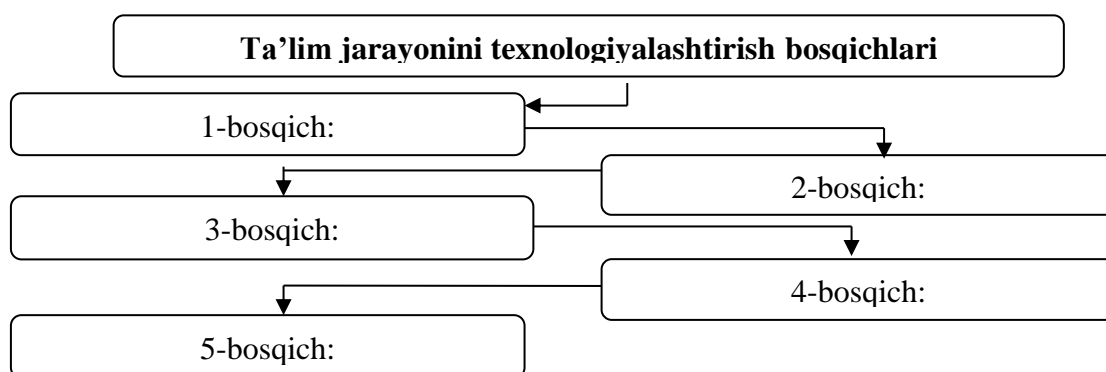 Ta’lim jarayonini texnologiyalashtirish bosqichlari
1-bosqich:
2-bosqich:
3-bosqich:
4-bosqich:
5-bosqich: